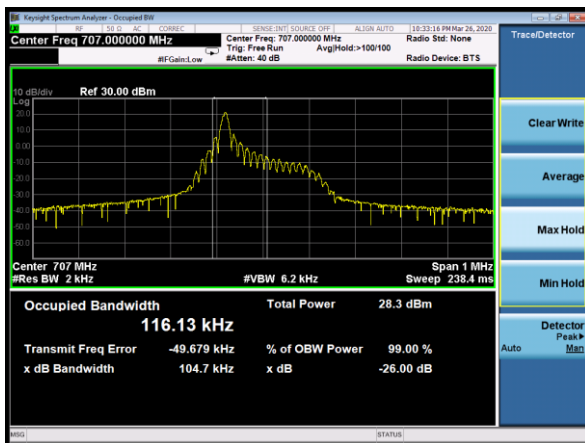 Keysight Spectrum Analyzer - Occupied BW
RF 50 Ω AC CORREC SENSE:INT SOURCE OFF ALIGN AUTO 10:33:16 PM Mar 26, 2020
Center Freq 707.000000 MHz
Center Freq: 707.000000 MHz
Radio Std: None
Trig: Free Run Avg|Hold:>100/100
#IFGain:Low
#Atten: 40 dB
Radio Device: BTS
Trace/Detector
10 dB/div
Ref 30.00 dBm
Log
20.0
10.0
0.00
-10.0
-20.0
-30.0
-40.0
-50.0
-60.0
Center 707 MHz
Span 1 MHz
#Res BW 2 kHz
#VBW 6.2 kHz
Sweep 238.4 ms
Clear Write
Average
Max Hold
Min Hold
Detector
Peak▶
Auto Man
Occupied Bandwidth
116.13 kHz
Total Power 28.3 dBm
Transmit Freq Error -49.679 kHz
% of OBW Power 99.00 %
x dB Bandwidth 104.7 kHz
x dB -26.00 dB
MSG
STATUS